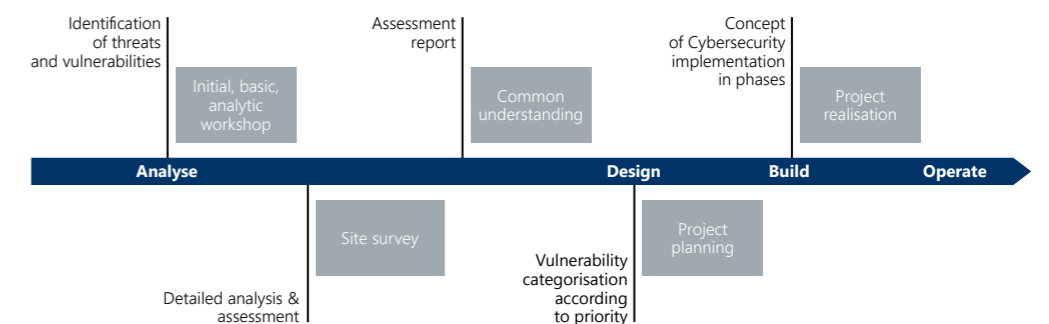 Identification
of threats
and vulnerabilities
Initial, basic,
analytic
workshop
Assessment
report
Common
understanding
Concept
of Cybersecurity
implementation
in phases
Project
realisation
Analyse
Design
Build
Operate
Site survey
Detailed analysis &
assessment
Vulnerability
categorisation
according
to priority
Project
planning